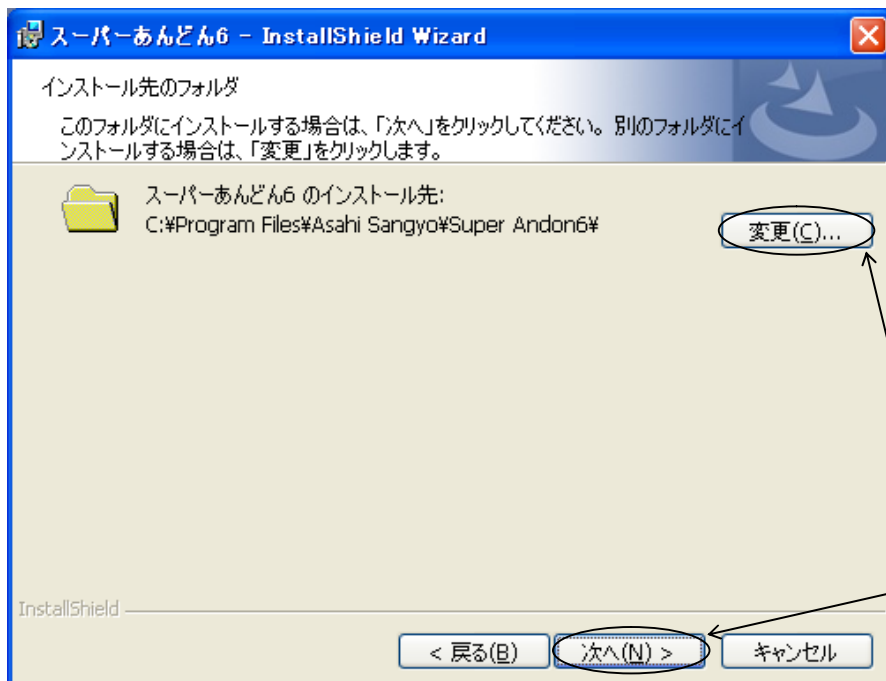 スーパーあんどん6 - InstallShield Wizard
インストール先のフォルダ
このフォルダにインストールする場合は、「次へ」をクリックしてください。別のフォルダにイ
ンストールする場合は、「変更」をクリックします。
スーパーあんどん6 のインストール先:
C:¥Program Files¥Asahi Sangyo¥Super Andon6¥
変更(C)...
InstallShield
< 戻る(B)
次へ(N) >
キャンセル